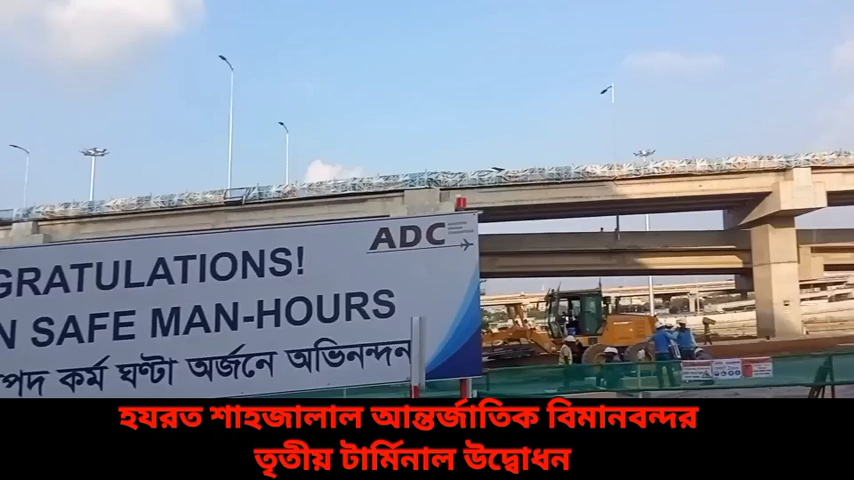 ADC
GRATULATIONS!
N SAFE MAN-HOURS
পদ কর্ম ঘণ্টা অর্জনে অভিনন্দন
হযরত শাহজালাল আন্তর্জাতিক বিমানবন্দর
তৃতীয় টার্মিনাল উদ্বোধন